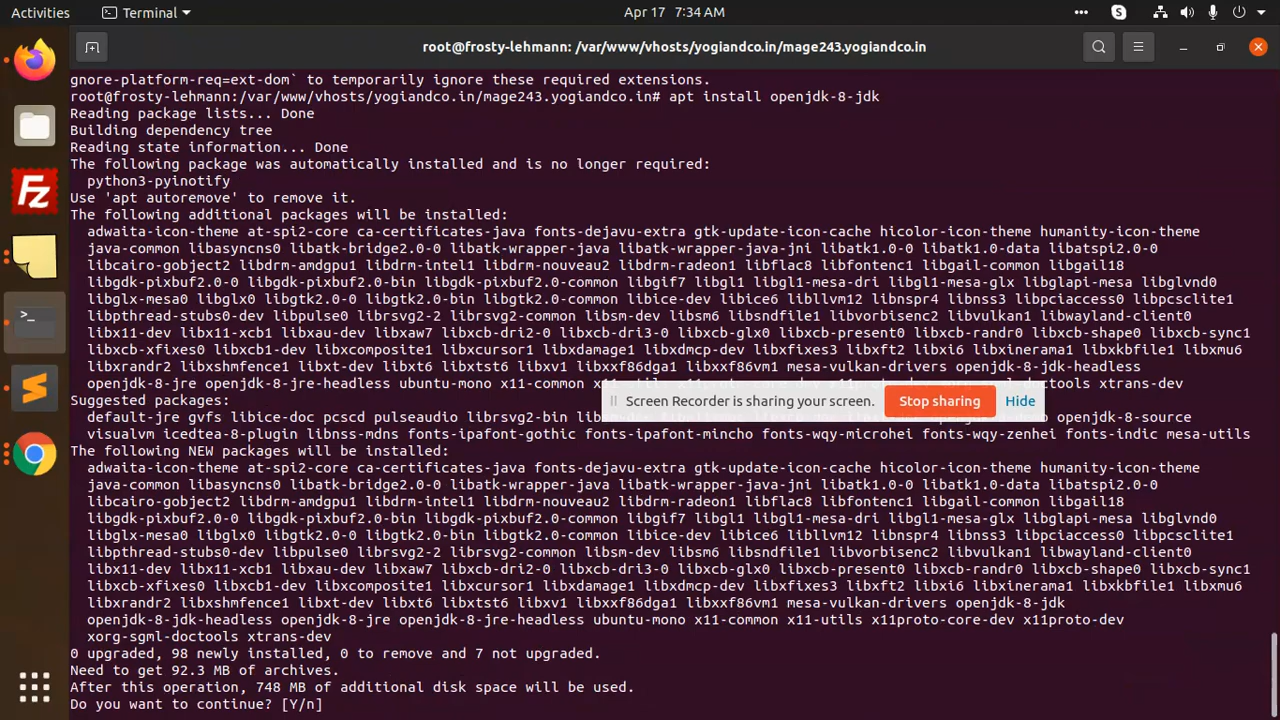 Activities
Terminal
Apr 17 7:34 AM
root@frosty-lehmann: /var/www/vhosts/yogiandco.in/mage243.yogiandco.in
gnore-platform-req=ext-dom` to temporarily ignore these required extensions.
root@frosty-lehmann:/var/www/vhosts/yogiandco.in/mage243.yogiandco.in# apt install openjdk-8-jdk
Reading package lists... Done
Building dependency tree
Reading state information... Done
The following package was automatically installed and is no longer required:
python3-pyinotify
Use 'apt autoremove' to remove it.
The following additional packages will be installed:
adwaita-icon-theme at-spi2-core ca-certificates-java fonts-dejavu-extra gtk-update-icon-cache hicolor-icon-theme humanity-icon-theme
java-common libasyncns0 libatk-bridge2.0-0 libatk-wrapper-java libatk-wrapper-java-jni libatk1.0-0 libatk1.0-data libatspi2.0-0
libcairo-gobject2 libdrm-amdgpu1 libdrm-intel1 libdrm-nouveau2 libdrm-radeon1 libflac8 libfontenc1 libgail-common libgail18
libgdk-pixbuf2.0-0 libgdk-pixbuf2.0-bin libgdk-pixbuf2.0-common libgif7 libgl1 libgl1-mesa-dri libgl1-mesa-glx libglapi-mesa libglvnd0
libglx-mesa0 libglx0 libgtk2.0-0 libgtk2.0-bin libgtk2.0-common libice-dev libice6 libllvm12 libnspr4 libnss3 libpciaccess0 libpcsclite1
libpthread-stubs0-dev libpulse0 librsvg2-2 librsvg2-common libsm-dev libsm6 libsndfile1 libvorbisenc2 libvulkan1 libwayland-client0
libx11-dev libx11-xcb1 libxau-dev libxaw7 libxcb-dri2-0 libxcb-dri3-0 libxcb-glx0 libxcb-present0 libxcb-randr0 libxcb-shape0 libxcb-sync1
libxcb-xfixes0 libxcb1-dev libxcomposite1 libxcursor1 libxdamage1 libxdmcp-dev libxfixes3 libxft2 libxi6 libxinerama1 libxkbfile1 libxmu6
libxrandr2 libxshmfence1 libxt-dev libxt6 libxtst6 libxv1 libxxf86dga1 libxxf86vm1 mesa-vulkan-drivers openjdk-8-jdk-headless
openjdk-8-jre openjdk-8-jre-headless ubuntu-mono x11-common xtrans-dev
Suggested packages:
Screen Recorder is sharing your screen. Stop sharing Hide
default-jre gvfs libice-doc pcscd pulseaudio librsvg2-bin openjdk-8-source
visualvm icedtea-8-plugin libnss-mdns fonts-ipafont-gothic fonts-ipafont-mincho fonts-wqy-microhei fonts-wqy-zenhei fonts-indic mesa-utils
The following NEW packages will be installed:
adwaita-icon-theme at-spi2-core ca-certificates-java fonts-dejavu-extra gtk-update-icon-cache hicolor-icon-theme humanity-icon-theme
java-common libasyncns0 libatk-bridge2.0-0 libatk-wrapper-java libatk-wrapper-java-jni libatk1.0-0 libatk1.0-data libatspi2.0-0
libcairo-gobject2 libdrm-amdgpu1 libdrm-intel1 libdrm-nouveau2 libdrm-radeon1 libflac8 libfontenc1 libgail-common libgail18
libgdk-pixbuf2.0-0 libgdk-pixbuf2.0-bin libgdk-pixbuf2.0-common libgif7 libgl1 libgl1-mesa-dri libgl1-mesa-glx libglapi-mesa libglvnd0
libglx-mesa0 libglx0 libgtk2.0-0 libgtk2.0-bin libgtk2.0-common libice-dev libice6 libllvm12 libnspr4 libnss3 libpciaccess0 libpcsclite1
libpthread-stubs0-dev libpulse0 librsvg2-2 librsvg2-common libsm-dev libsm6 libsndfile1 libvorbisenc2 libvulkan1 libwayland-client0
libx11-dev libx11-xcb1 libxau-dev libxaw7 libxcb-dri2-0 libxcb-dri3-0 libxcb-glx0 libxcb-present0 libxcb-randr0 libxcb-shape0 libxcb-sync1
libxcb-xfixes0 libxcb1-dev libxcomposite1 libxcursor1 libxdamage1 libxdmcp-dev libxfixes3 libxft2 libxi6 libxinerama1 libxkbfile1 libxmu6
libxrandr2 libxshmfence1 libxt-dev libxt6 libxtst6 libxv1 libxxf86dga1 libxxf86vm1 mesa-vulkan-drivers openjdk-8-jdk
openjdk-8-jdk-headless openjdk-8-jre openjdk-8-jre-headless ubuntu-mono x11-common x11-utils x11proto-core-dev x11proto-dev
xorg-sgml-doctools xtrans-dev
0 upgraded, 98 newly installed, 0 to remove and 7 not upgraded.
Need to get 92.3 MB of archives.
After this operation, 748 MB of additional disk space will be used.
Do you want to continue? [Y/n]